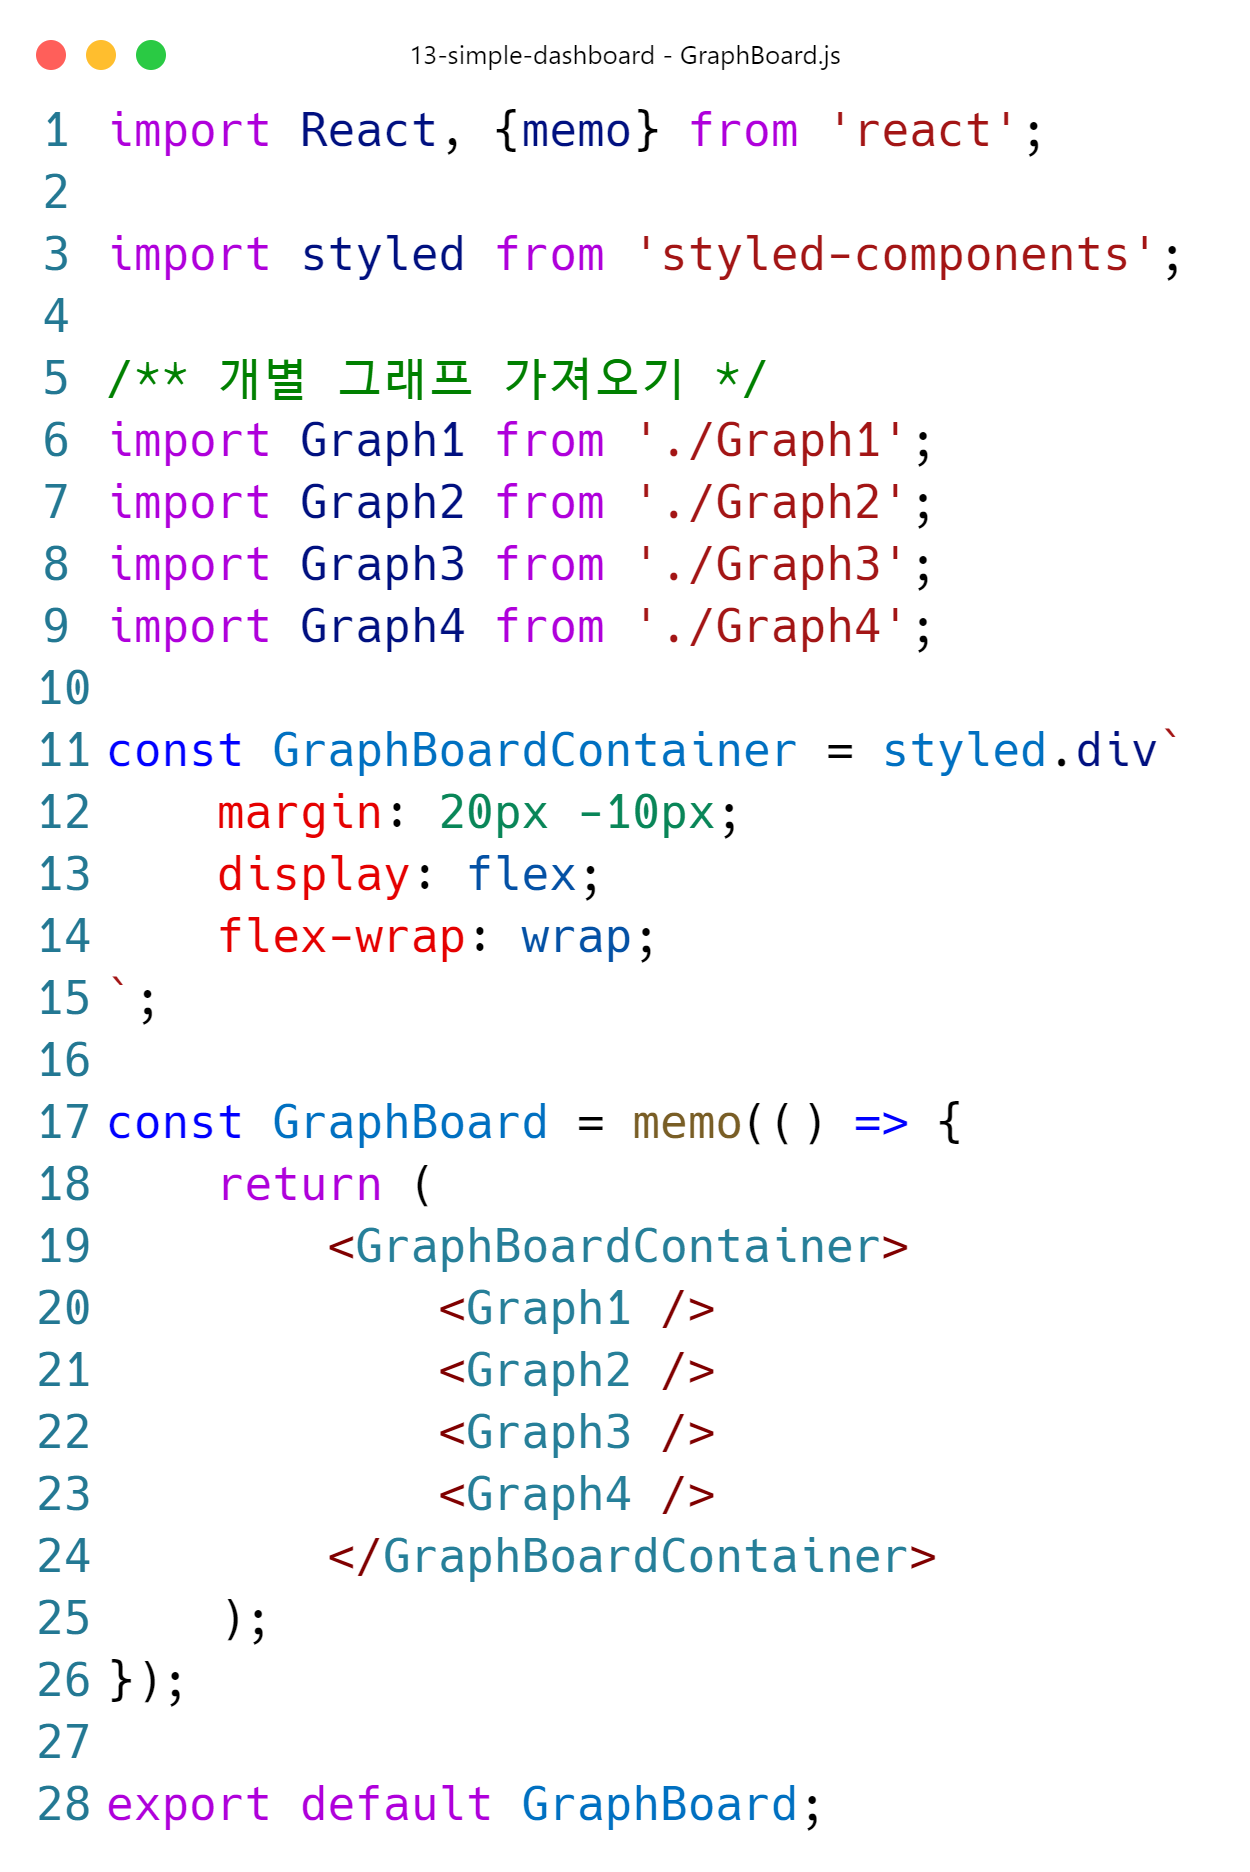 13-simple-dashboard - GraphBoard.js
1 import React, {memo} from 'react';
2
3 import styled from 'styled-components';
4
5 /** 개별 그래프 가져오기 */
6 import Graph1 from './Graph1';
7 import Graph2 from './Graph2';
8 import Graph3 from './Graph3';
9 import Graph4 from './Graph4';
10
11 const GraphBoardContainer = styled.div`
12     margin: 20px -10px;
13     display: flex;
14     flex-wrap: wrap;
15 `;
16
17 const GraphBoard = memo(() => {
18     return (
19         <GraphBoardContainer>
20             <Graph1 />
21             <Graph2 />
22             <Graph3 />
23             <Graph4 />
24         </GraphBoardContainer>
25     );
26 });
27
28 export default GraphBoard;